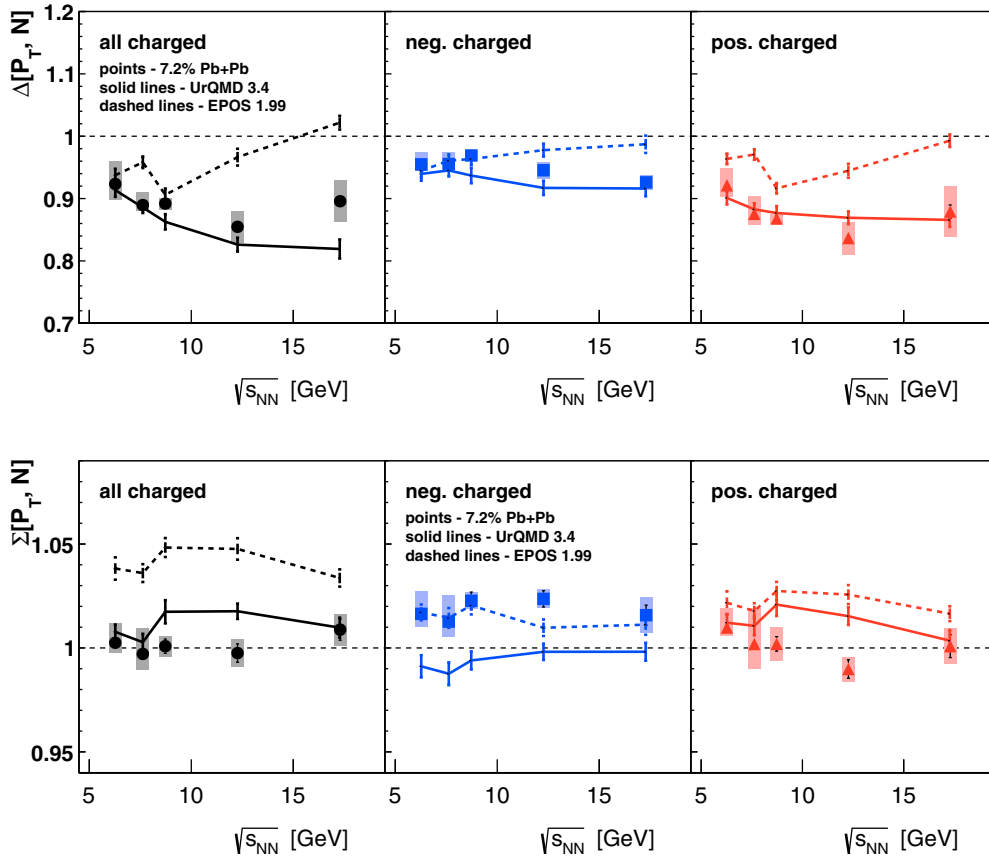 Δ[P_T, N]
1.2
1.1
1
0.9
0.8
0.7
all charged
points - 7.2% Pb+Pb
solid lines - UrQMD 3.4
dashed lines - EPOS 1.99
neg. charged
pos. charged
5 10 15 5 10 15 5 10 15
√s_NN [GeV] √s_NN [GeV] √s_NN [GeV]
Σ[P_T, N]
1.05
1
0.95
all charged
neg. charged
points - 7.2% Pb+Pb
solid lines - UrQMD 3.4
dashed lines - EPOS 1.99
pos. charged
5 10 15 5 10 15 5 10 15
√s_NN [GeV] √s_NN [GeV] √s_NN [GeV]